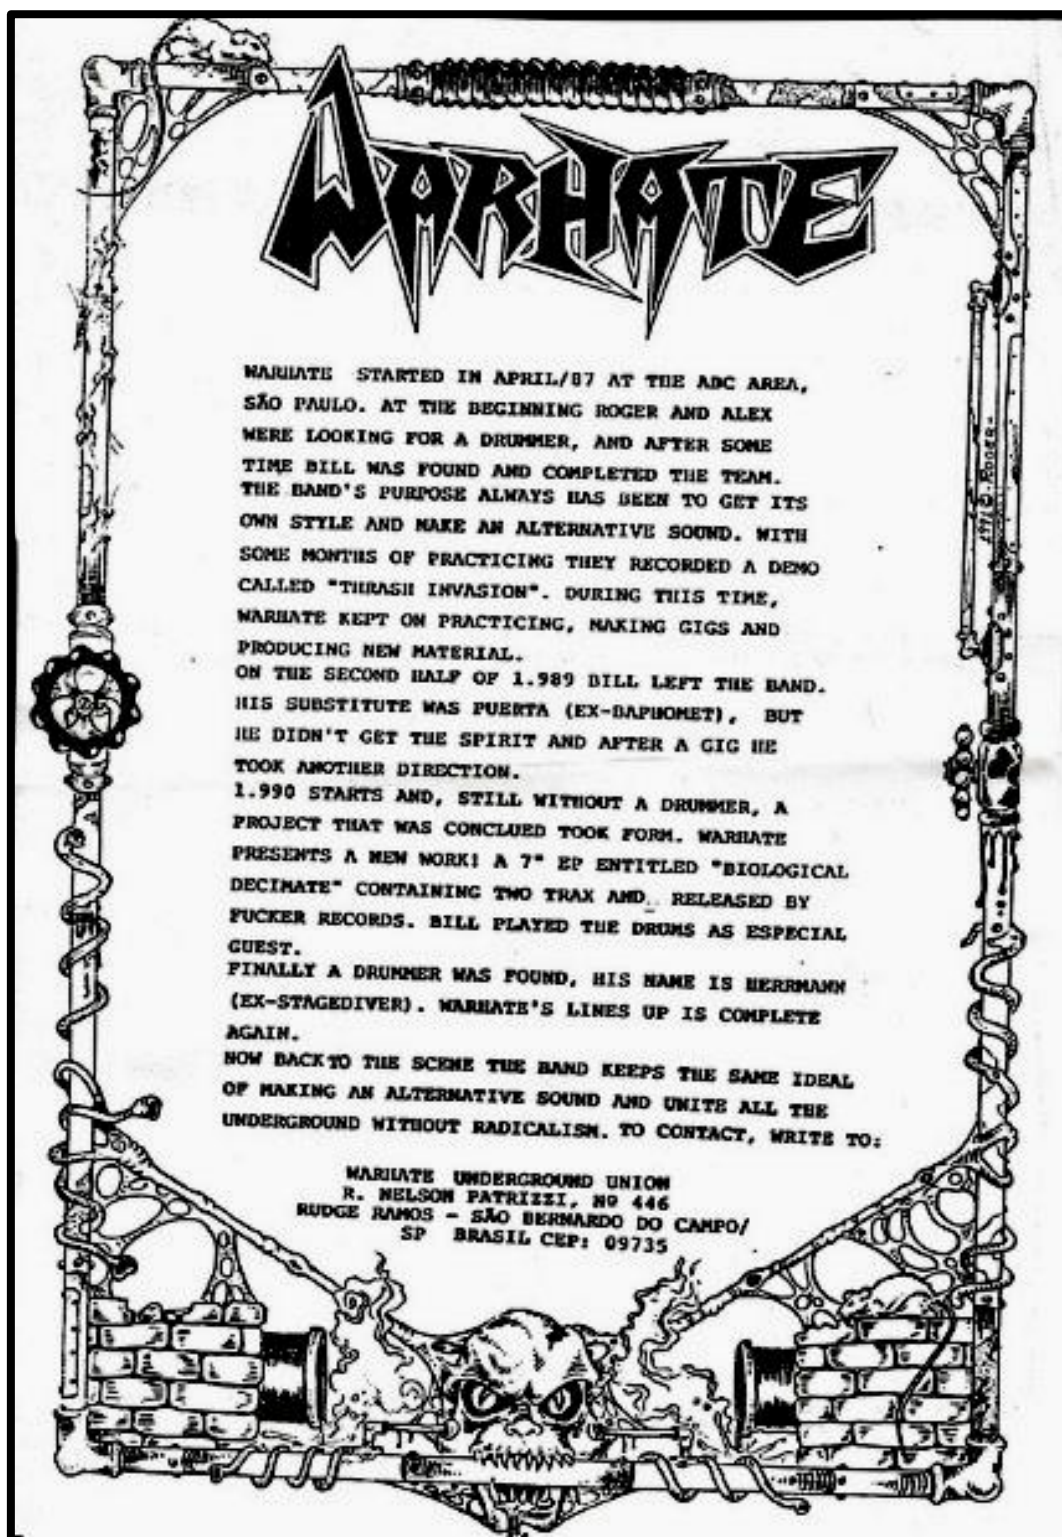 WARHATE
WARHATE STARTED IN APRIL/87 AT THE ABC AREA,
SÃO PAULO. AT THE BEGINNING ROGER AND ALEX
WERE LOOKING FOR A DRUMMER, AND AFTER SOME
TIME BILL WAS FOUND AND COMPLETED THE TEAM.
THE BAND'S PURPOSE ALWAYS HAS BEEN TO GET ITS
OWN STYLE AND MAKE AN ALTERNATIVE SOUND. WITH
SOME MONTHS OF PRACTICING THEY RECORDED A DEMO
CALLED "THRASH INVASION". DURING THIS TIME,
WARHATE KEPT ON PRACTICING, MAKING GIGS AND
PRODUCING NEW MATERIAL.
ON THE SECOND HALF OF 1.989 BILL LEFT THE BAND.
HIS SUBSTITUTE WAS PUERTA (EX-BAPHOMET), BUT
HE DIDN'T GET THE SPIRIT AND AFTER A GIG HE
TOOK ANOTHER DIRECTION.
1.990 STARTS AND, STILL WITHOUT A DRUMMER, A
PROJECT THAT WAS CONCLUED TOOK FORM. WARHATE
PRESENTS A NEW WORK! A 7" EP ENTITLED "BIOLOGICAL
DECIMATE" CONTAINING TWO TRAX AND RELEASED BY
FUCKER RECORDS. BILL PLAYED THE DRUMS AS ESPECIAL
GUEST.
FINALLY A DRUMMER WAS FOUND, HIS NAME IS HERRMANN
(EX-STAGEDIVER). WARHATE'S LINES UP IS COMPLETE
AGAIN.
NOW BACK TO THE SCENE THE BAND KEEPS THE SAME IDEAL
OF MAKING AN ALTERNATIVE SOUND AND UNITE ALL THE
UNDERGROUND WITHOUT RADICALISM. TO CONTACT, WRITE TO:
WARHATE UNDERGROUND UNION
R. NELSON PATRIZZI, Nº 446
RUDGE RAMOS - SÃO BERNARDO DO CAMPO/
SP BRASIL CEP: 09735
1991 © ROGER-